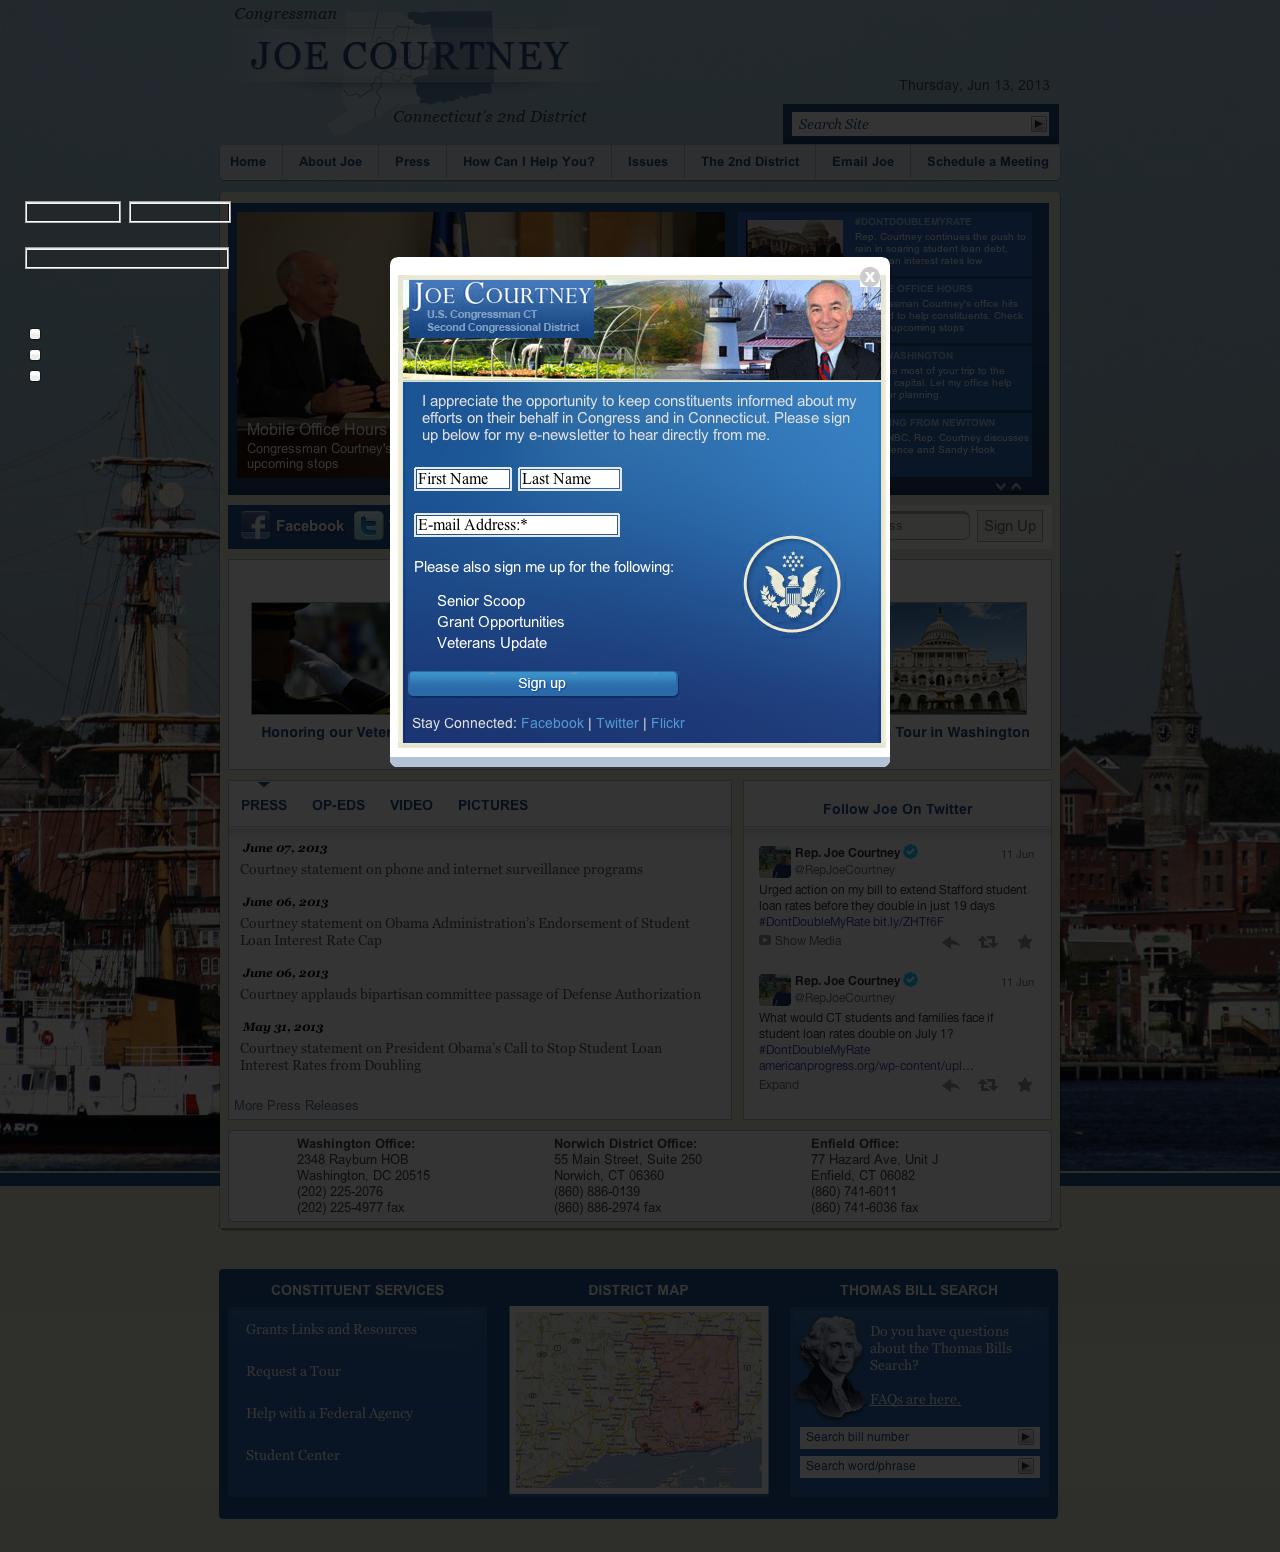 Congressman
JOE COURTNEY
Connecticut's 2nd District
Thursday, Jun 13, 2013
Search Site
Home About Joe Press How Can I Help You? Issues The 2nd District Email Joe Schedule a Meeting
#DONTDOUBLEMYRATE
Rep. Courtney continues the push to
rein in soaring student loan debt,
interest rates low
OFFICE HOURS
Courtney's office hits
to help constituents. Check
upcoming stops
most of your trip to the
capital. Let my office help
planning.
FROM NEWTOWN
Rep. Courtney discusses
and Sandy Hook
Mobile Office Hours
Congressman Courtney's
upcoming stops
JOE COURTNEY
U.S. Congressman CT
Second Congressional District
I appreciate the opportunity to keep constituents informed about my
efforts on their behalf in Congress and in Connecticut. Please sign
up below for my e-newsletter to hear directly from me.
First Name Last Name
E-mail Address:*
Please also sign me up for the following:
Senior Scoop
Grant Opportunities
Veterans Update
Sign up
Stay Connected: Facebook | Twitter | Flickr
Facebook
Sign Up
Honoring our
Tour in Washington
PRESS OP-EDS VIDEO PICTURES
June 07, 2013
Courtney statement on phone and internet surveillance programs
June 06, 2013
Courtney statement on Obama Administration's Endorsement of Student
Loan Interest Rate Cap
June 06, 2013
Courtney applauds bipartisan committee passage of Defense Authorization
May 31, 2013
Courtney statement on President Obama's Call to Stop Student Loan
Interest Rates from Doubling
More Press Releases
Follow Joe On Twitter
Rep. Joe Courtney 11 Jun
@RepJoeCourtney
Urged action on my bill to extend Stafford student
loan rates before they double in just 19 days
#DontDoubleMyRate bit.ly/ZHTf6F
Show Media
Rep. Joe Courtney 11 Jun
@RepJoeCourtney
What would CT students and families face if
student loan rates double on July 1?
#DontDoubleMyRate
americanprogress.org/wp-content/upl…
Expand
Washington Office:
2348 Rayburn HOB
Washington, DC 20515
(202) 225-2076
(202) 225-4977 fax
Norwich District Office:
55 Main Street, Suite 250
Norwich, CT 06360
(860) 886-0139
(860) 886-2974 fax
Enfield Office:
77 Hazard Ave, Unit J
Enfield, CT 06082
(860) 741-6011
(860) 741-6036 fax
CONSTITUENT SERVICES
Grants Links and Resources
Request a Tour
Help with a Federal Agency
Student Center
DISTRICT MAP
THOMAS BILL SEARCH
Do you have questions
about the Thomas Bills
Search?
FAQs are here.
Search bill number
Search word/phrase